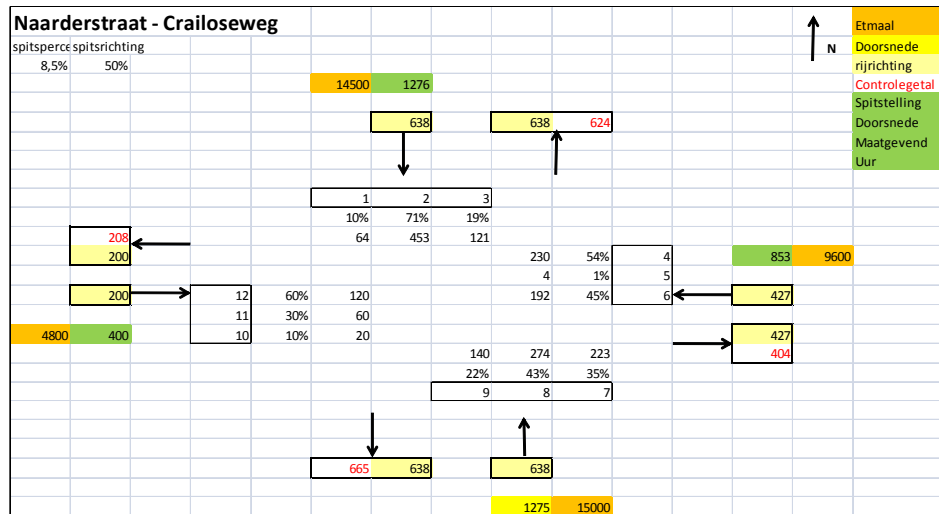 Naarderstraat - Crailoseweg
Etmaal
spitsperce spitsrichting N Doorsnede
8,5% 50% rijrichting
14500 1276 Controlegetal
Spitstelling
638 638 624 Doorsnede
Maatgevend
Uur
1 2 3
10% 71% 19%
208 64 453 121
200 230 54% 4 853 9600
4 1% 5
200 12 60% 120 192 45% 6 427
11 30% 60
4800 400 10 10% 20 427
140 274 223 404
22% 43% 35%
9 8 7
665 638 638
1275 15000